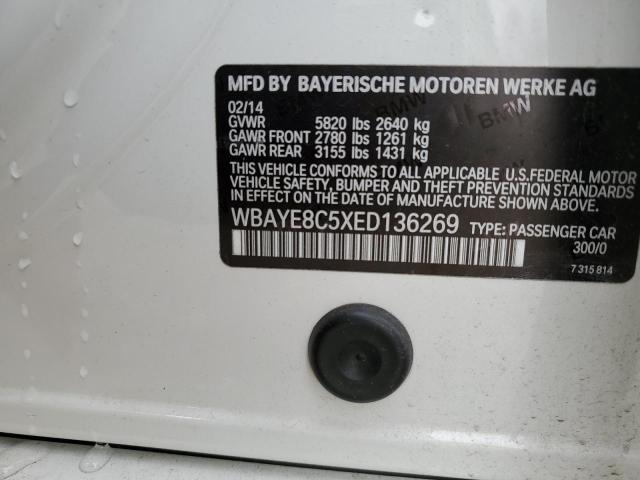 MFD BY BAYERISCHE MOTOREN WERKE AG
02/14
GVWR 5820 lbs 2640 kg
GAWR FRONT 2780 lbs 1261 kg
GAWR REAR 3155 lbs 1431 kg
THIS VEHICLE CONFORMS TO ALL APPLICABLE U.S.FEDERAL MOTOR
VEHICLE SAFETY, BUMPER AND THEFT PREVENTION STANDARDS
IN EFFECT ON THE DATE OF MANUFACTURE SHOWN ABOVE.
WBAYE8C5XED136269 TYPE: PASSENGER CAR
300/0
7 315 814
BMW
BMW